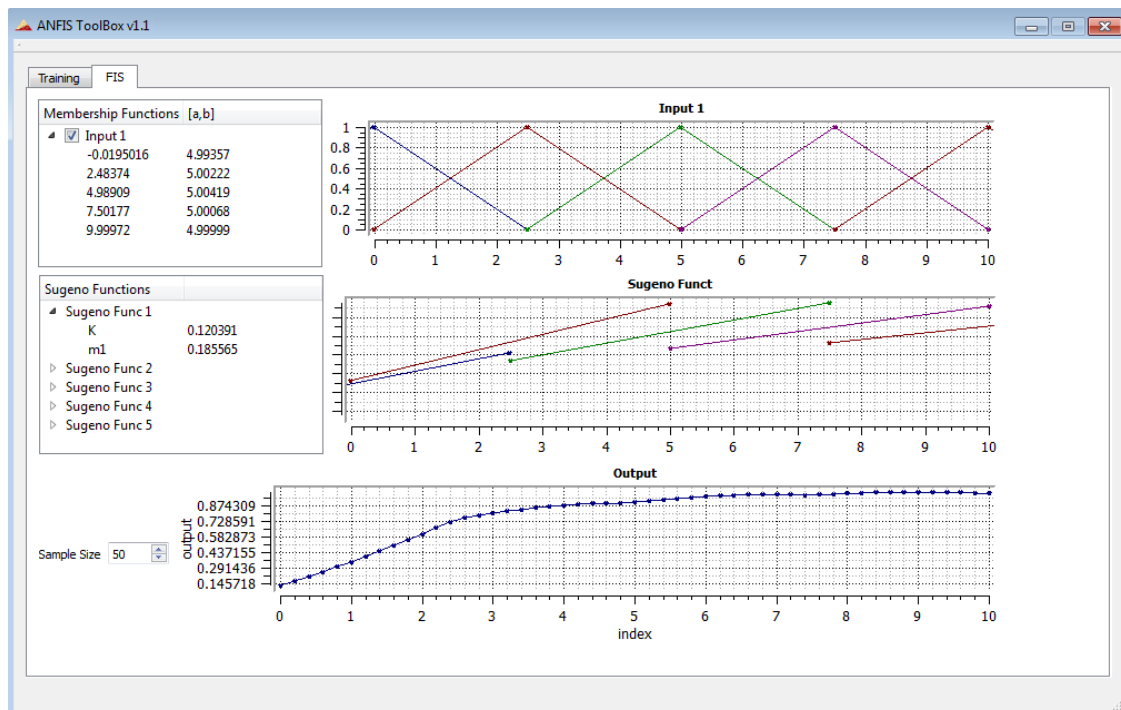 ANFIS ToolBox v1.1
Training FIS
Membership Functions [a,b]
Input 1
-0.0195016 4.99357
2.48374 5.00222
4.98909 5.00419
7.50177 5.00068
9.99972 4.99999
Input 1
1
0.8
0.6
0.4
0.2
0
0 1 2 3 4 5 6 7 8 9 10
Sugeno Functions
Sugeno Func 1
K 0.120391
m1 0.185565
Sugeno Func 2
Sugeno Func 3
Sugeno Func 4
Sugeno Func 5
Sugeno Funct
0 1 2 3 4 5 6 7 8 9 10
Sample Size 50
Output
output
0.874309
0.728591
0.582873
0.437155
0.291436
0.145718
0 1 2 3 4 5 6 7 8 9 10
index